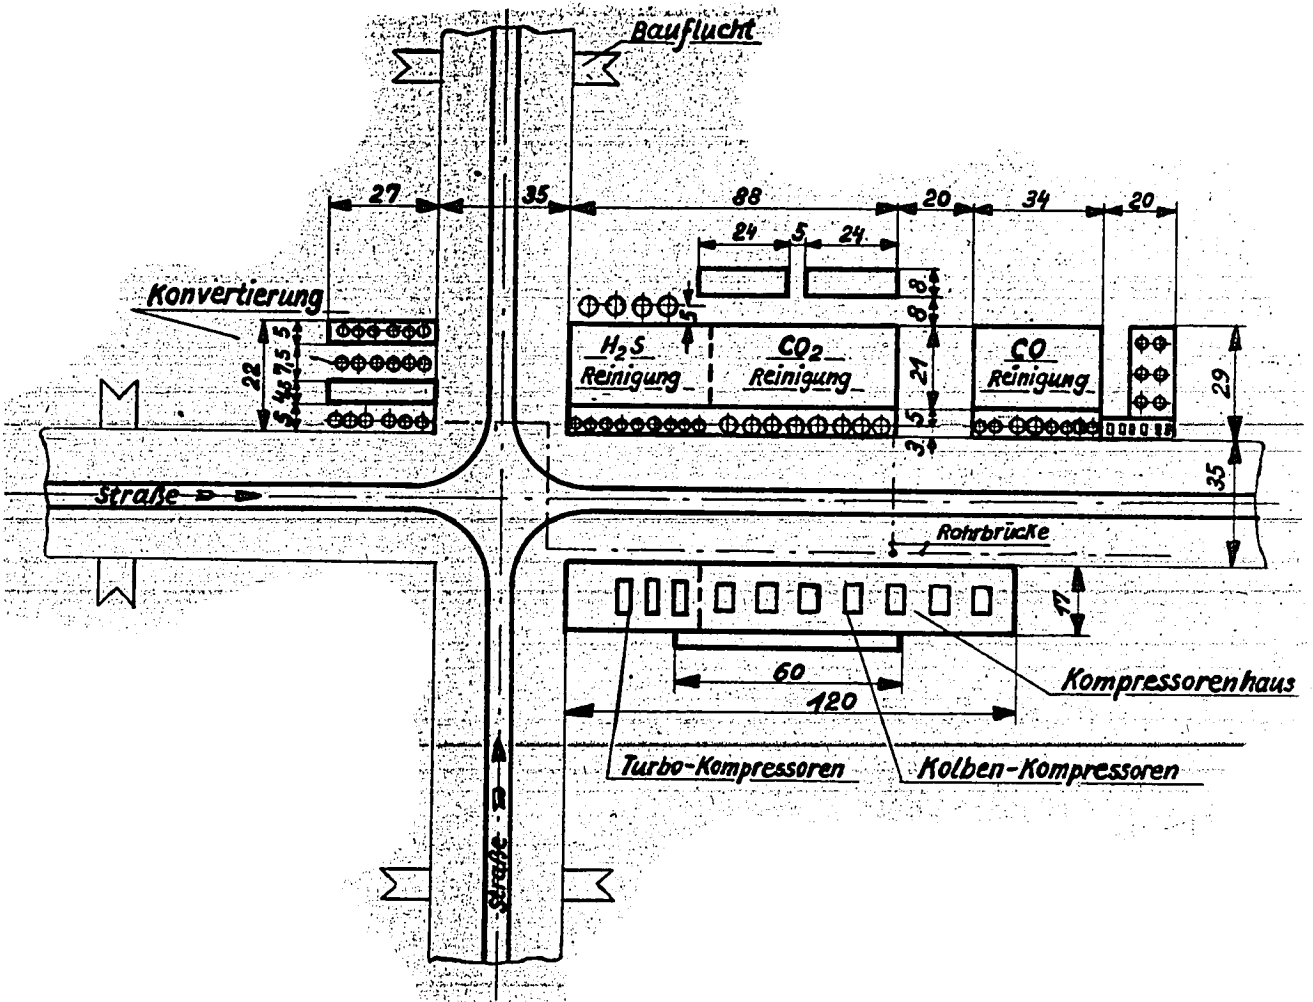 Bauflucht
27
35
88
20
34
20
24
5
24
8
8
5
Konvertierung
22
5
7,5
4,5
5
H₂S
Reinigung
CO₂
Reinigung
21
5
3
CO
Reinigung
29
35
Straße
Rohrbrücke
17
60
120
Kompressorenhaus
Turbo-Kompressoren
Kolben-Kompressoren
Straße